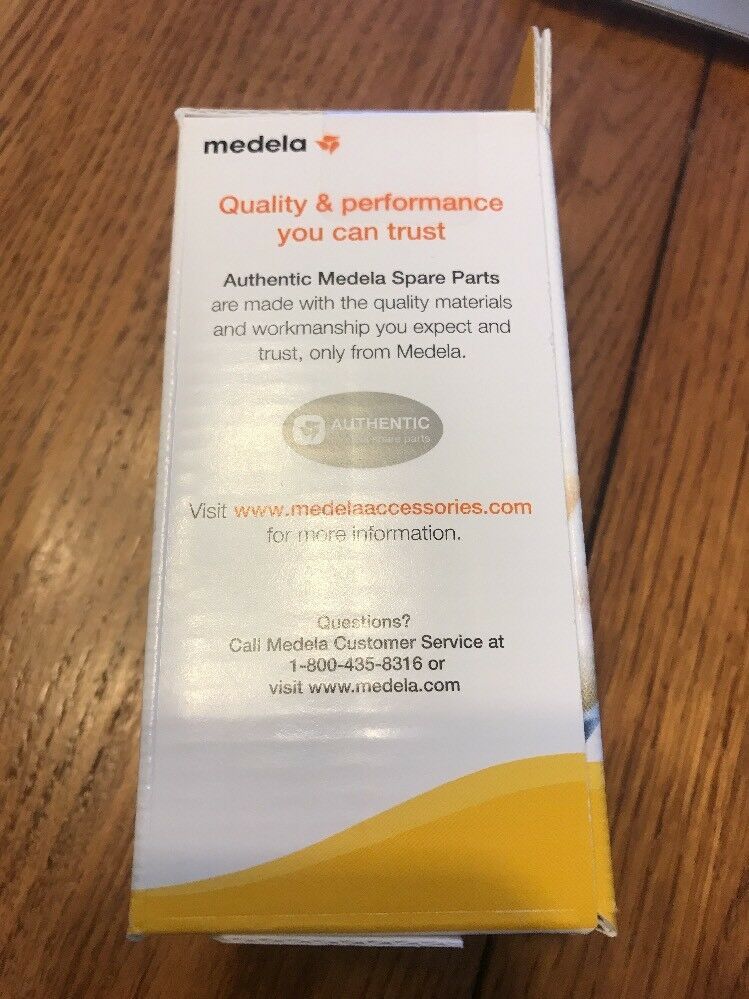 medela
Quality & performance
you can trust
Authentic Medela Spare Parts
are made with the quality materials
and workmanship you expect and
trust, only from Medela.
AUTHENTIC
spare parts
Visit www.medelaaccessories.com
for more information.
Questions?
Call Medela Customer Service at
1-800-435-8316 or
visit www.medela.com